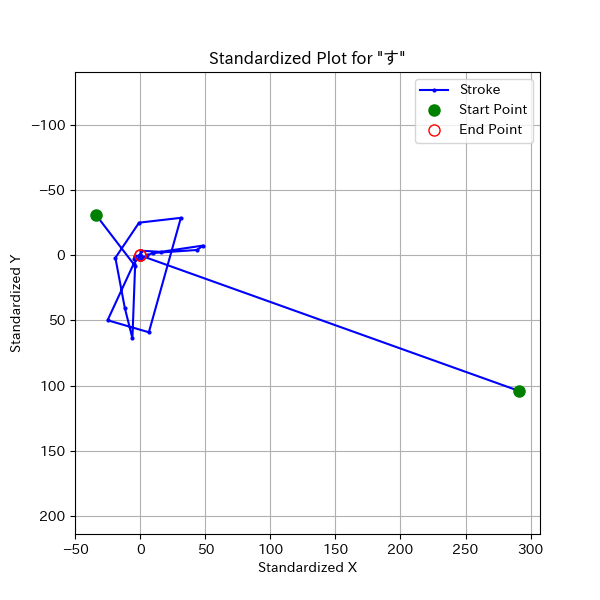 Standardized Plot for "す"
Stroke
Start Point
End Point
−100
−50
0
50
100
150
200
Standardized Y
−50 0 50 100 150 200 250 300
Standardized X